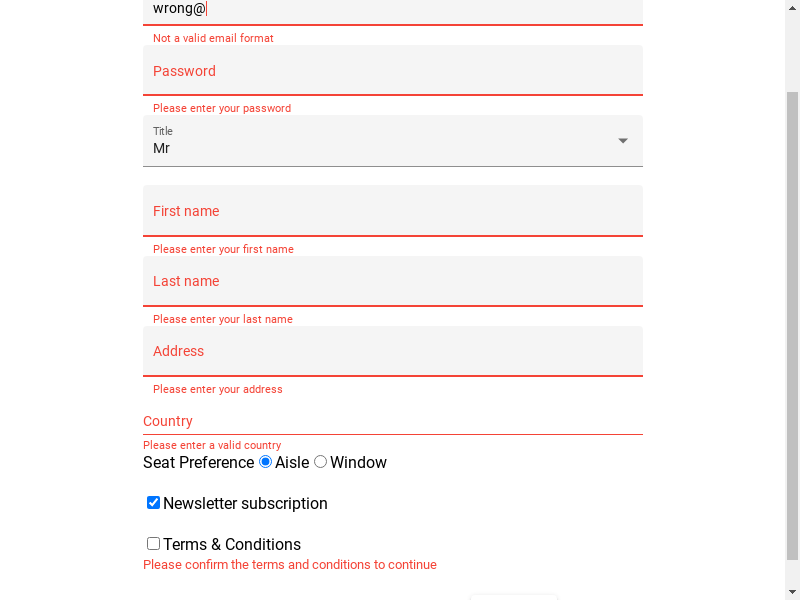 wrong@
Not a valid email format
Password
Please enter your password
Title
Mr
First name
Please enter your first name
Last name
Please enter your last name
Address
Please enter your address
Country
Please enter a valid country
Seat Preference Aisle Window
Newsletter subscription
Terms & Conditions
Please confirm the terms and conditions to continue